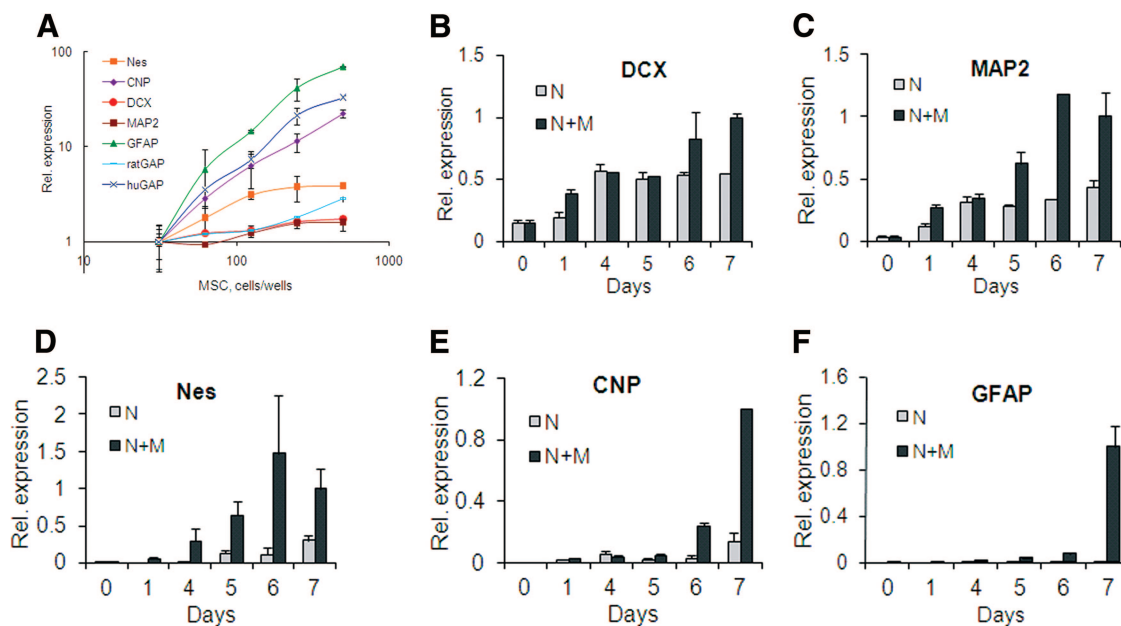 A
Rel. expression
100
10
1
Nes
CNP
DCX
MAP2
GFAP
ratGAP
huGAP
10 100 1000
MSC, cells/wells
B
DCX
Rel. expression
1.5
1
0.5
0
N
N+M
0 1 4 5 6 7
Days
C
MAP2
Rel. expression
1.5
1
0.5
0
N
N+M
0 1 4 5 6 7
Days
D
Nes
Rel. expression
2.5
2
1.5
1
0.5
0
N
N+M
0 1 4 5 6 7
Days
E
CNP
Rel. expression
1.2
0.8
0.4
0
N
N+M
0 1 4 5 6 7
Days
F
GFAP
Rel. expression
1.6
1.2
0.8
0.4
0
N
N+M
0 1 4 5 6 7
Days